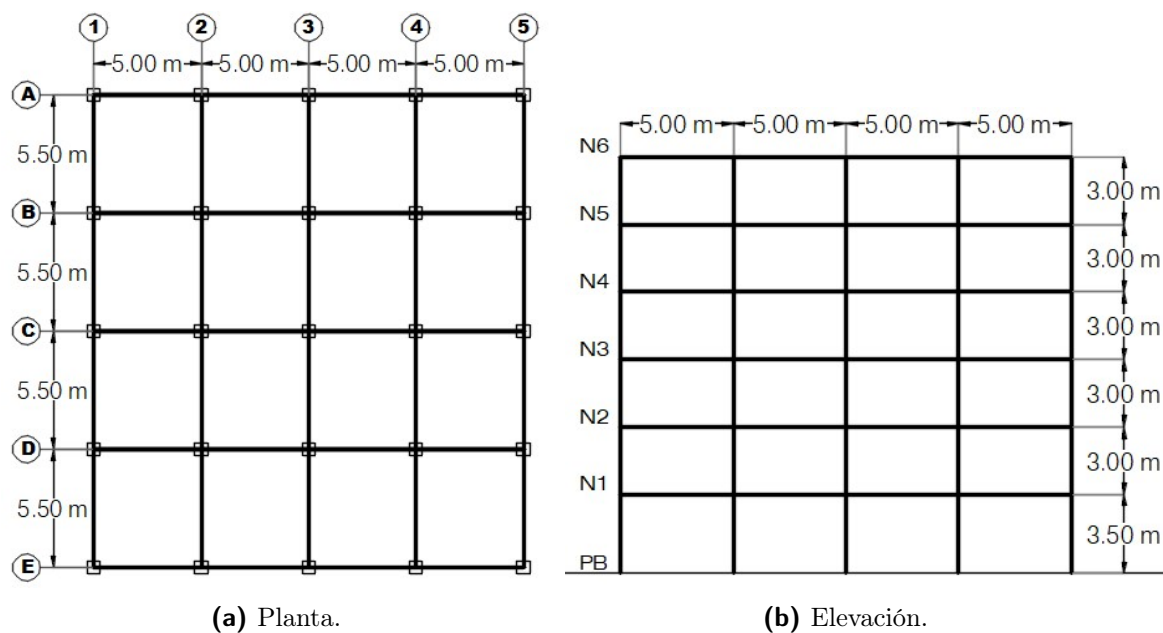 1 2 3 4 5
5.00 m 5.00 m 5.00 m 5.00 m
A
5.50 m
B
5.50 m
C
5.50 m
D
5.50 m
E
(a) Planta.
5.00 m 5.00 m 5.00 m 5.00 m
N6
3.00 m
N5
3.00 m
N4
3.00 m
N3
3.00 m
N2
3.00 m
N1
3.50 m
PB
(b) Elevación.